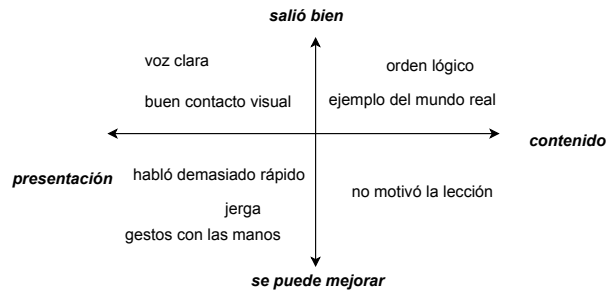 salió bien
voz clara
orden lógico
buen contacto visual
ejemplo del mundo real
contenido
presentación
habló demasiado rápido
no motivó la lección
jerga
gestos con las manos
se puede mejorar